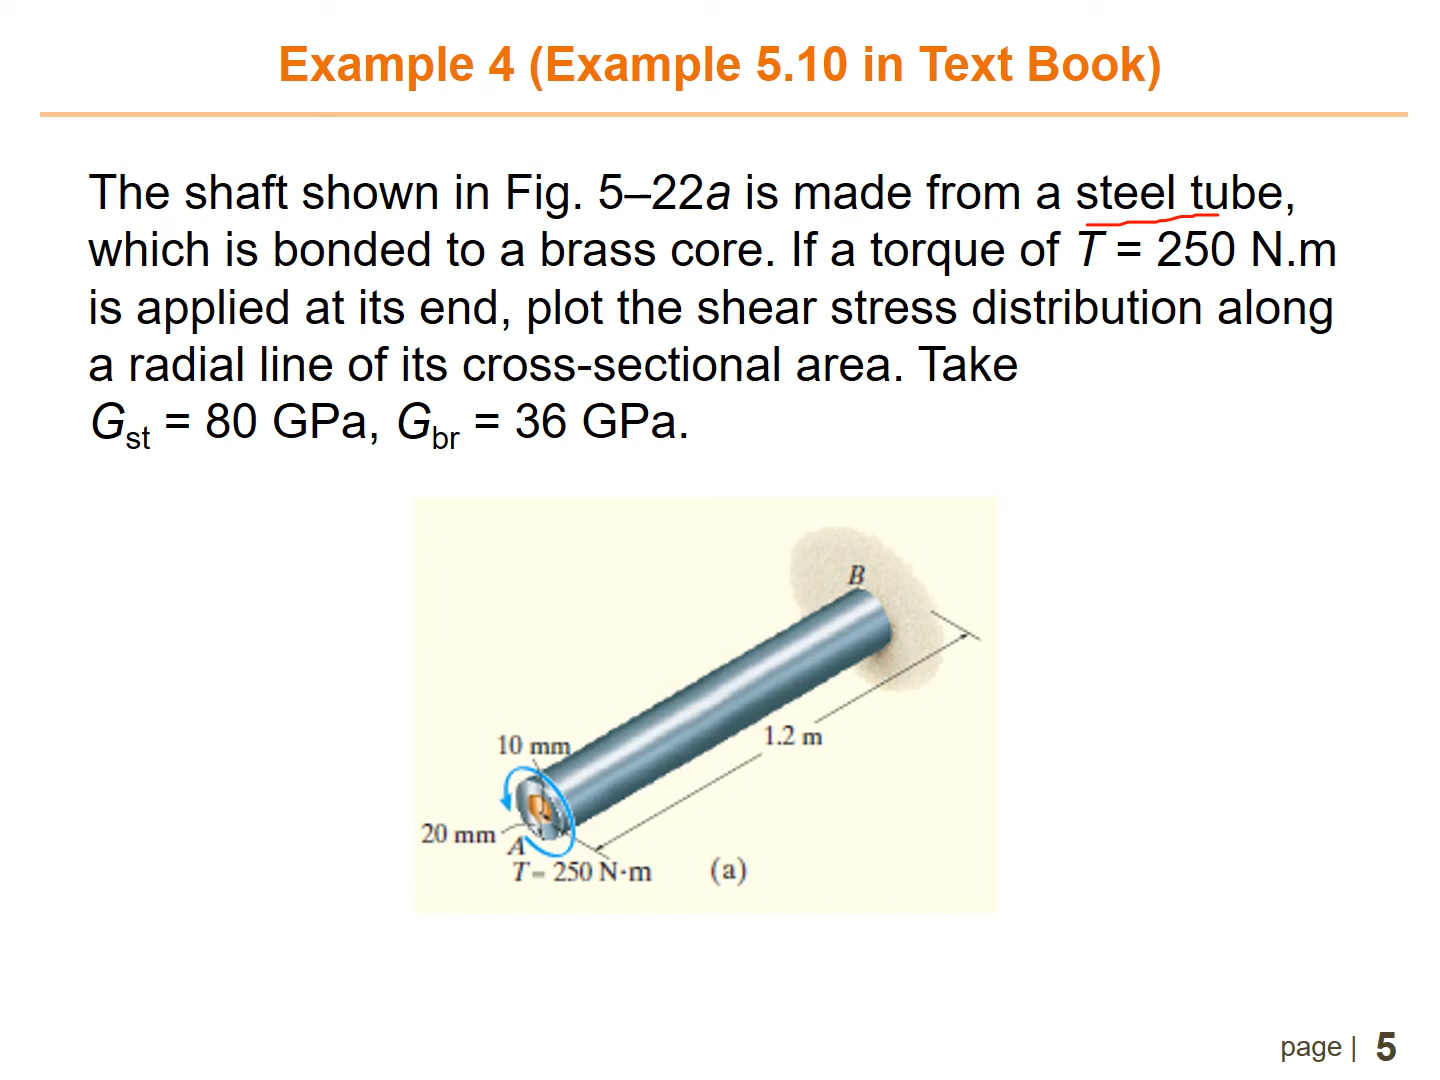 Example 4 (Example 5.10 in Text Book)
The shaft shown in Fig. 5–22a is made from a steel tube,
which is bonded to a brass core. If a torque of T = 250 N.m
is applied at its end, plot the shear stress distribution along
a radial line of its cross-sectional area. Take
Gst = 80 GPa, Gbr = 36 GPa.
B
1.2 m
10 mm
20 mm
A
T = 250 N·m
(a)
page | 5